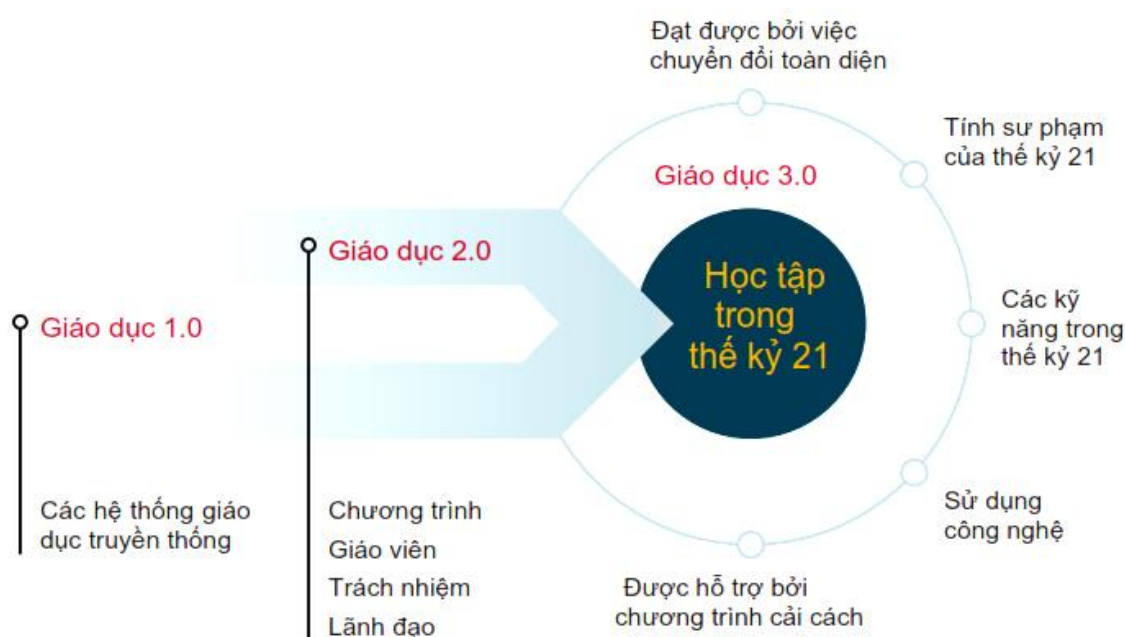 Giáo dục 1.0
Các hệ thống giáo
dục truyền thống
Giáo dục 2.0
Chương trình
Giáo viên
Trách nhiệm
Lãnh đạo
Giáo dục 3.0
Học tập
trong
thế kỷ 21
Đạt được bởi việc
chuyển đổi toàn diện
Tính sư phạm
của thế kỷ 21
Các kỹ
năng trong
thế kỷ 21
Sử dụng
công nghệ
Được hỗ trợ bởi
chương trình cải cách